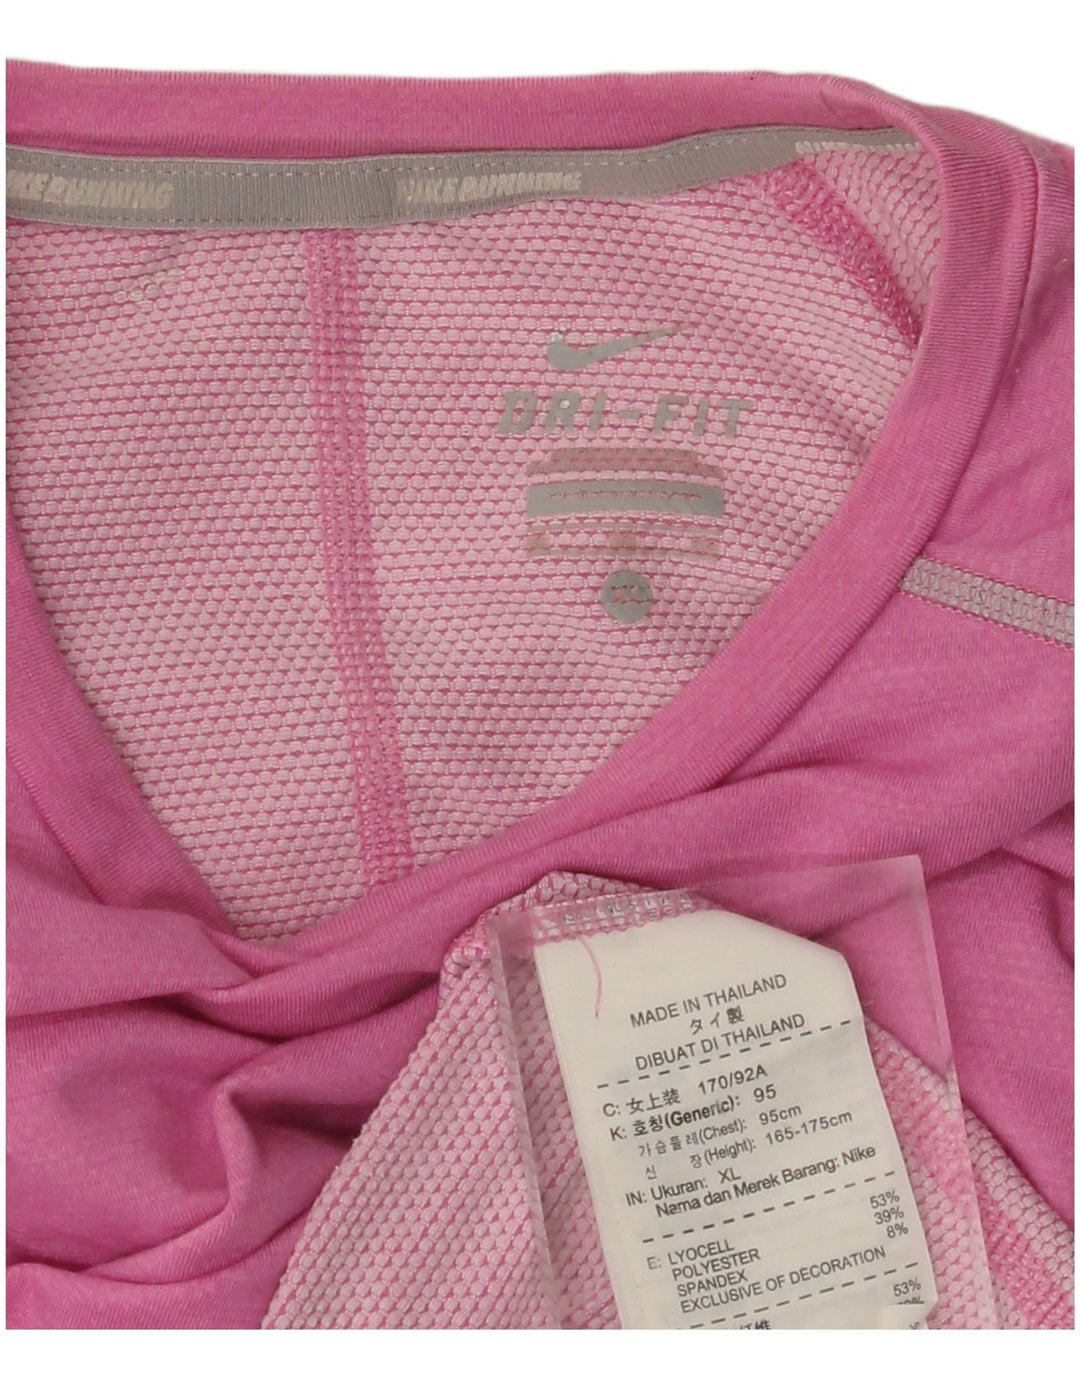 NIKE RUNNING
NIKE RUNNING
DRI-FIT
XL
MADE IN THAILAND
タイ製
DIBUAT DI THAILAND
C: 女上装 170/92A
K: 호칭(Generic): 95
가슴둘레(Chest): 95cm
신 장(Height): 165-175cm
IN: Ukuran: XL
Nama dan Merek Barang: Nike
E: LYOCELL 53%
POLYESTER 39%
SPANDEX 8%
EXCLUSIVE OF DECORATION
53%